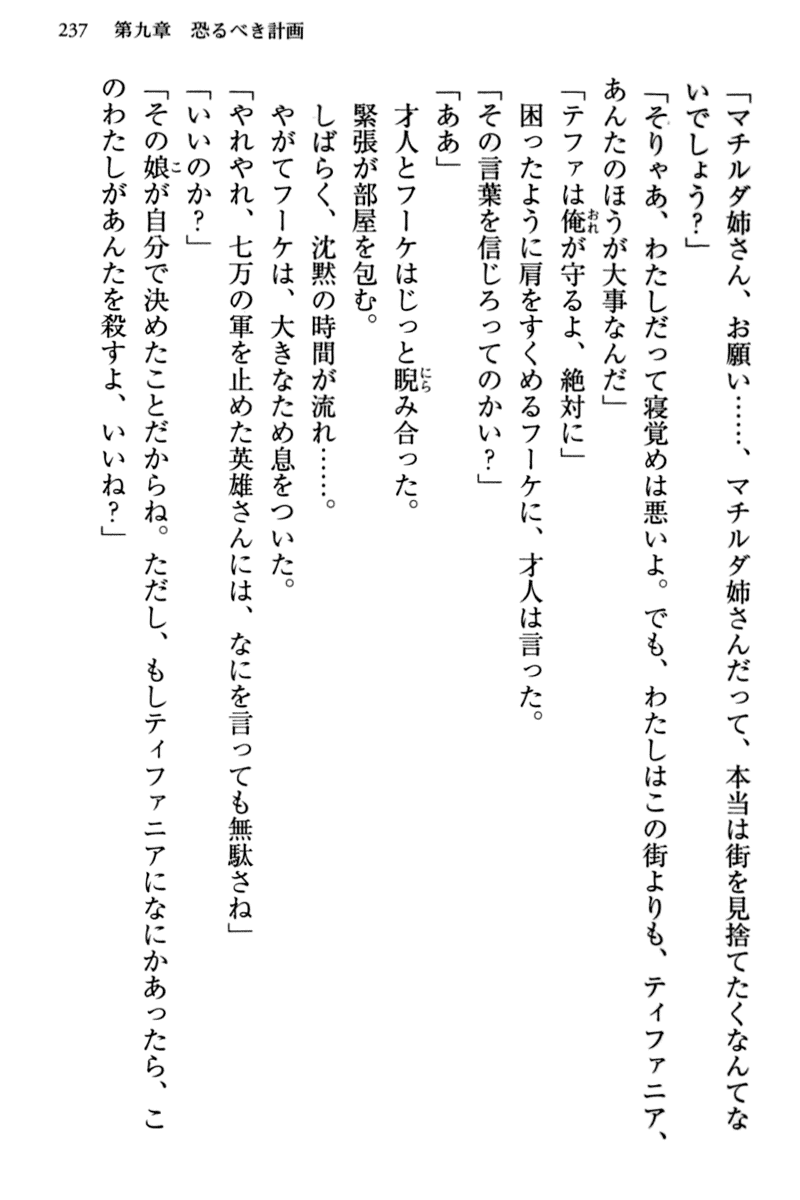 237 第九章 恐るべき計画
「マチルダ姉さん、お願い……、マチルダ姉さんだって、本当は街を見捨てたくなんてな
いでしょう?」
「そりゃあ、わたしだって寝覚めは悪いよ。でも、わたしはこの街よりも、ティファニア、
あんたのほうが大事なんだ」
「テファは俺が守るよ、絶対に」
困ったように肩をすくめるフーケに、才人は言った。
「その言葉を信じろってのかい?」
「ああ」
才人とフーケはじっと睨み合った。
緊張が部屋を包む。
しばらく、沈黙の時間が流れ……。
やがてフーケは、大きなため息をついた。
「やれやれ、七万の軍を止めた英雄さんには、なにを言っても無駄さね」
「いいのか?」
「その娘が自分で決めたことだからね。ただし、もしティファニアになにかあったら、こ
のわたしがあんたを殺すよ、いいね?」